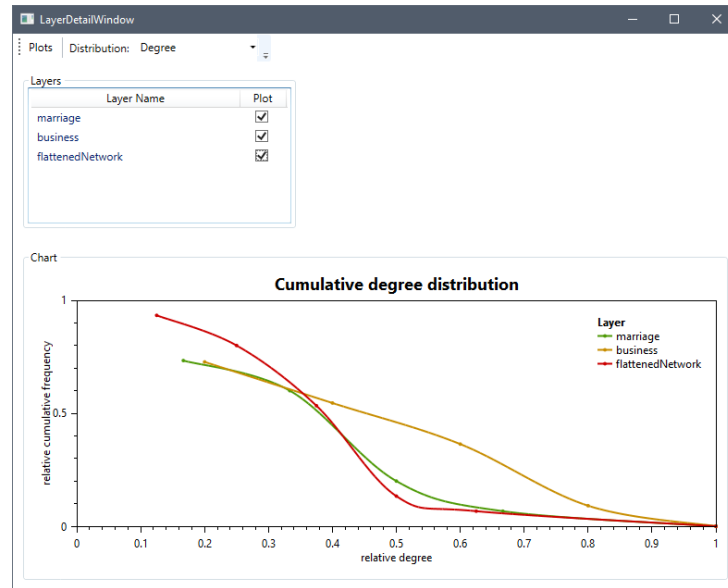 LayerDetailWindow
Plots Distribution: Degree
Layers
Layer Name Plot
marriage
business
flattenedNetwork
Chart
Cumulative degree distribution
1
Layer
marriage
business
flattenedNetwork
relative cumulative frequency
0.5
0
0 0.1 0.2 0.3 0.4 0.5 0.6 0.7 0.8 0.9 1
relative degree